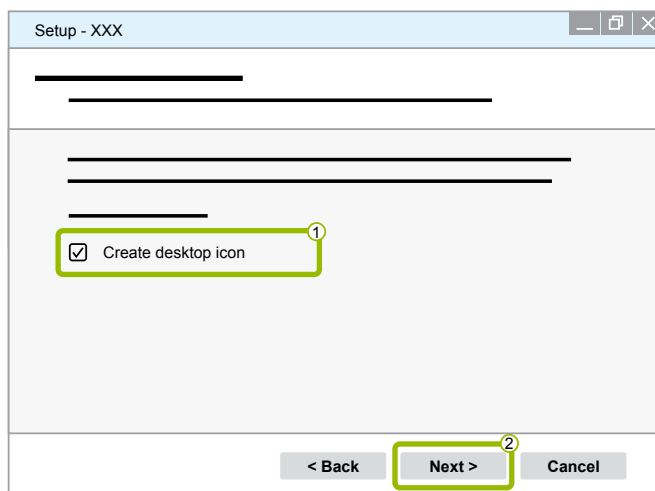 Setup - XXX
1
Create desktop icon
2
< Back Next > Cancel